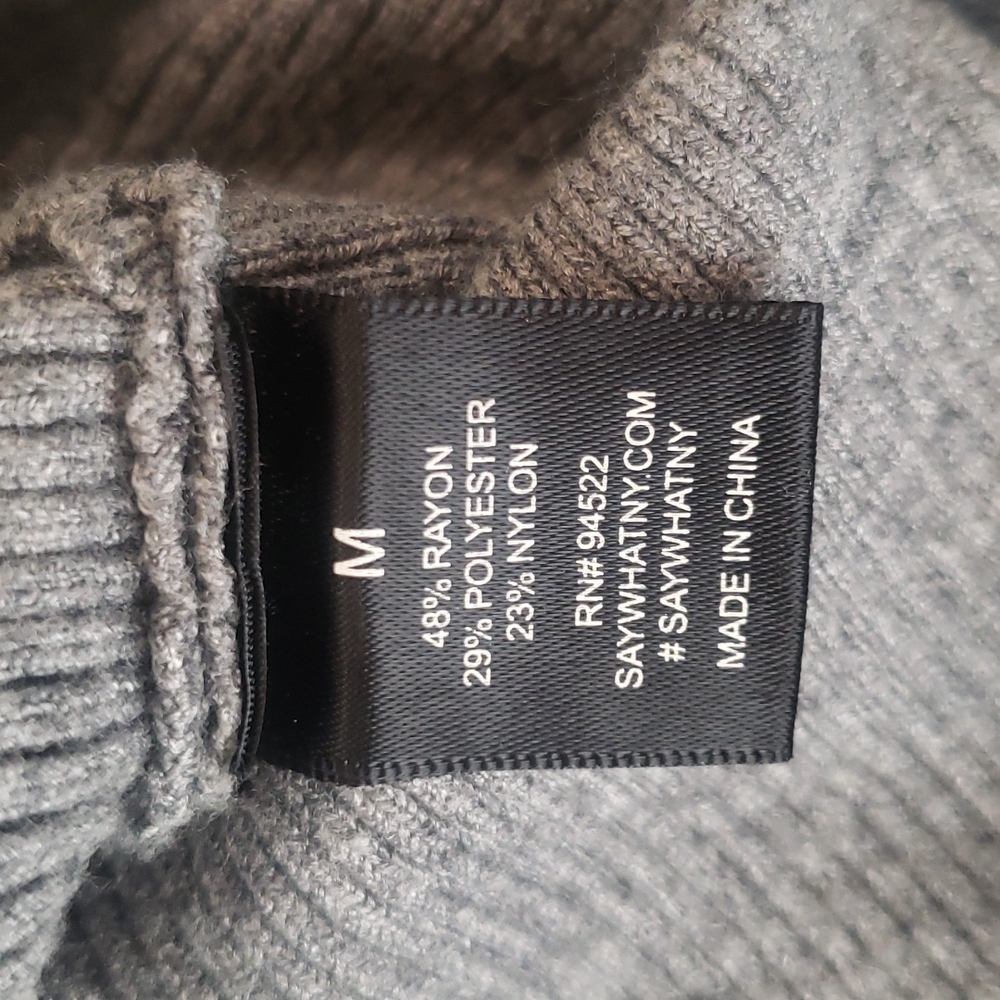 M
48% RAYON
29% POLYESTER
23% NYLON
RN# 94522
SAYWHATNY.COM
# SAYWHATNY
MADE IN CHINA